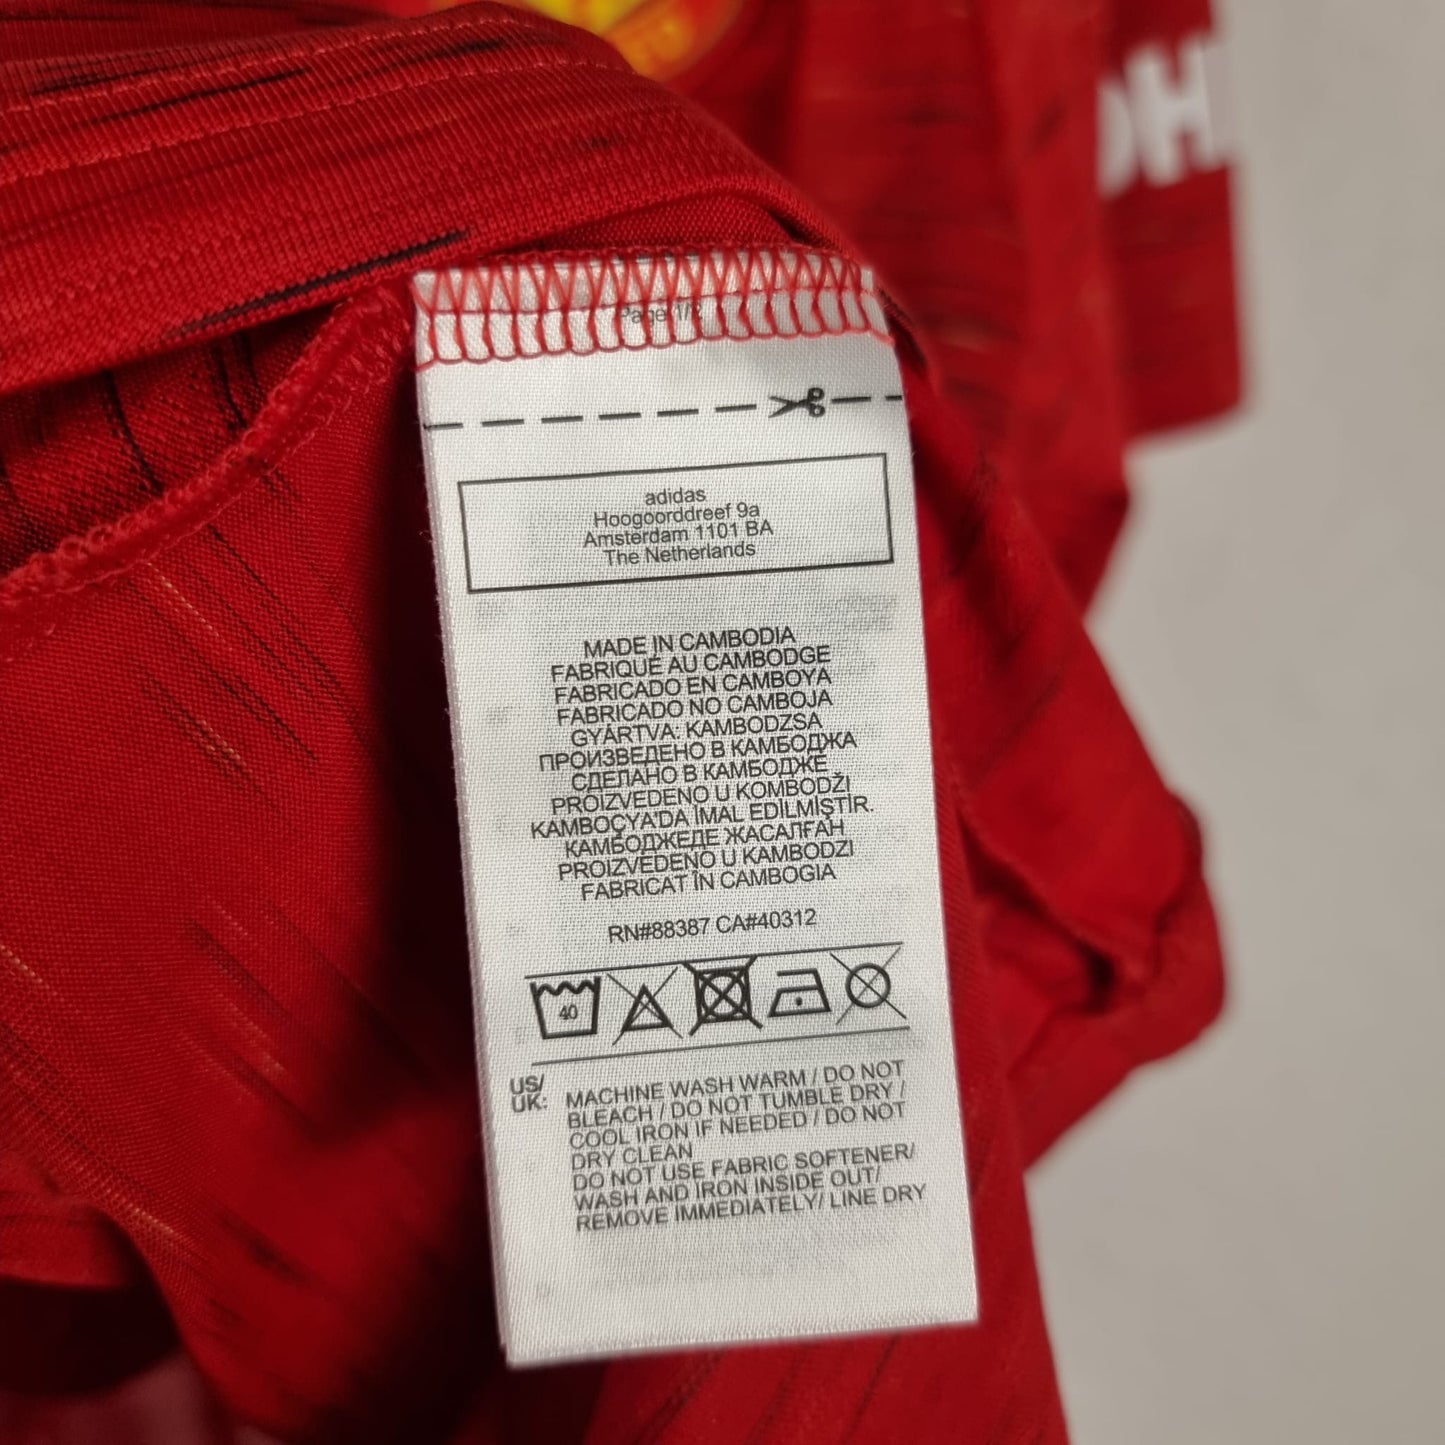 Page 1/2
adidas
Hoogoorddreef 9a
Amsterdam 1101 BA
The Netherlands
MADE IN CAMBODIA
FABRIQUÉ AU CAMBODGE
FABRICADO EN CAMBOYA
FABRICADO NO CAMBOJA
GYÁRTVA: KAMBODZSA
ПРОИЗВЕДЕНО В КАМБОДЖА
СДЕЛАНО В КАМБОДЖЕ
PROIZVEDENO U KOMBODŽI
KAMBOÇYA'DA İMAL EDİLMİŞTİR.
КАМБОДЖЕДЕ ЖАСАЛҒАН
PROIZVEDENO U KAMBODZI
FABRICAT ÎN CAMBOGIA
RN#88387 CA#40312
40
US/
UK:
MACHINE WASH WARM / DO NOT
BLEACH / DO NOT TUMBLE DRY /
COOL IRON IF NEEDED / DO NOT
DRY CLEAN
DO NOT USE FABRIC SOFTENER/
WASH AND IRON INSIDE OUT/
REMOVE IMMEDIATELY/ LINE DRY